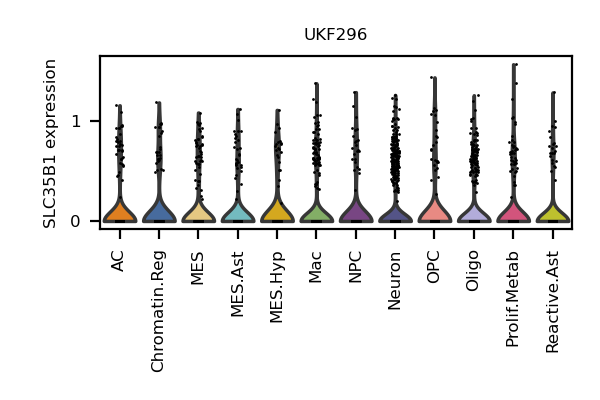 UKF296
SLC35B1 expression
1
0
AC
Chromatin.Reg
MES
MES.Ast
MES.Hyp
Mac
NPC
Neuron
OPC
Oligo
Prolif.Metab
Reactive.Ast